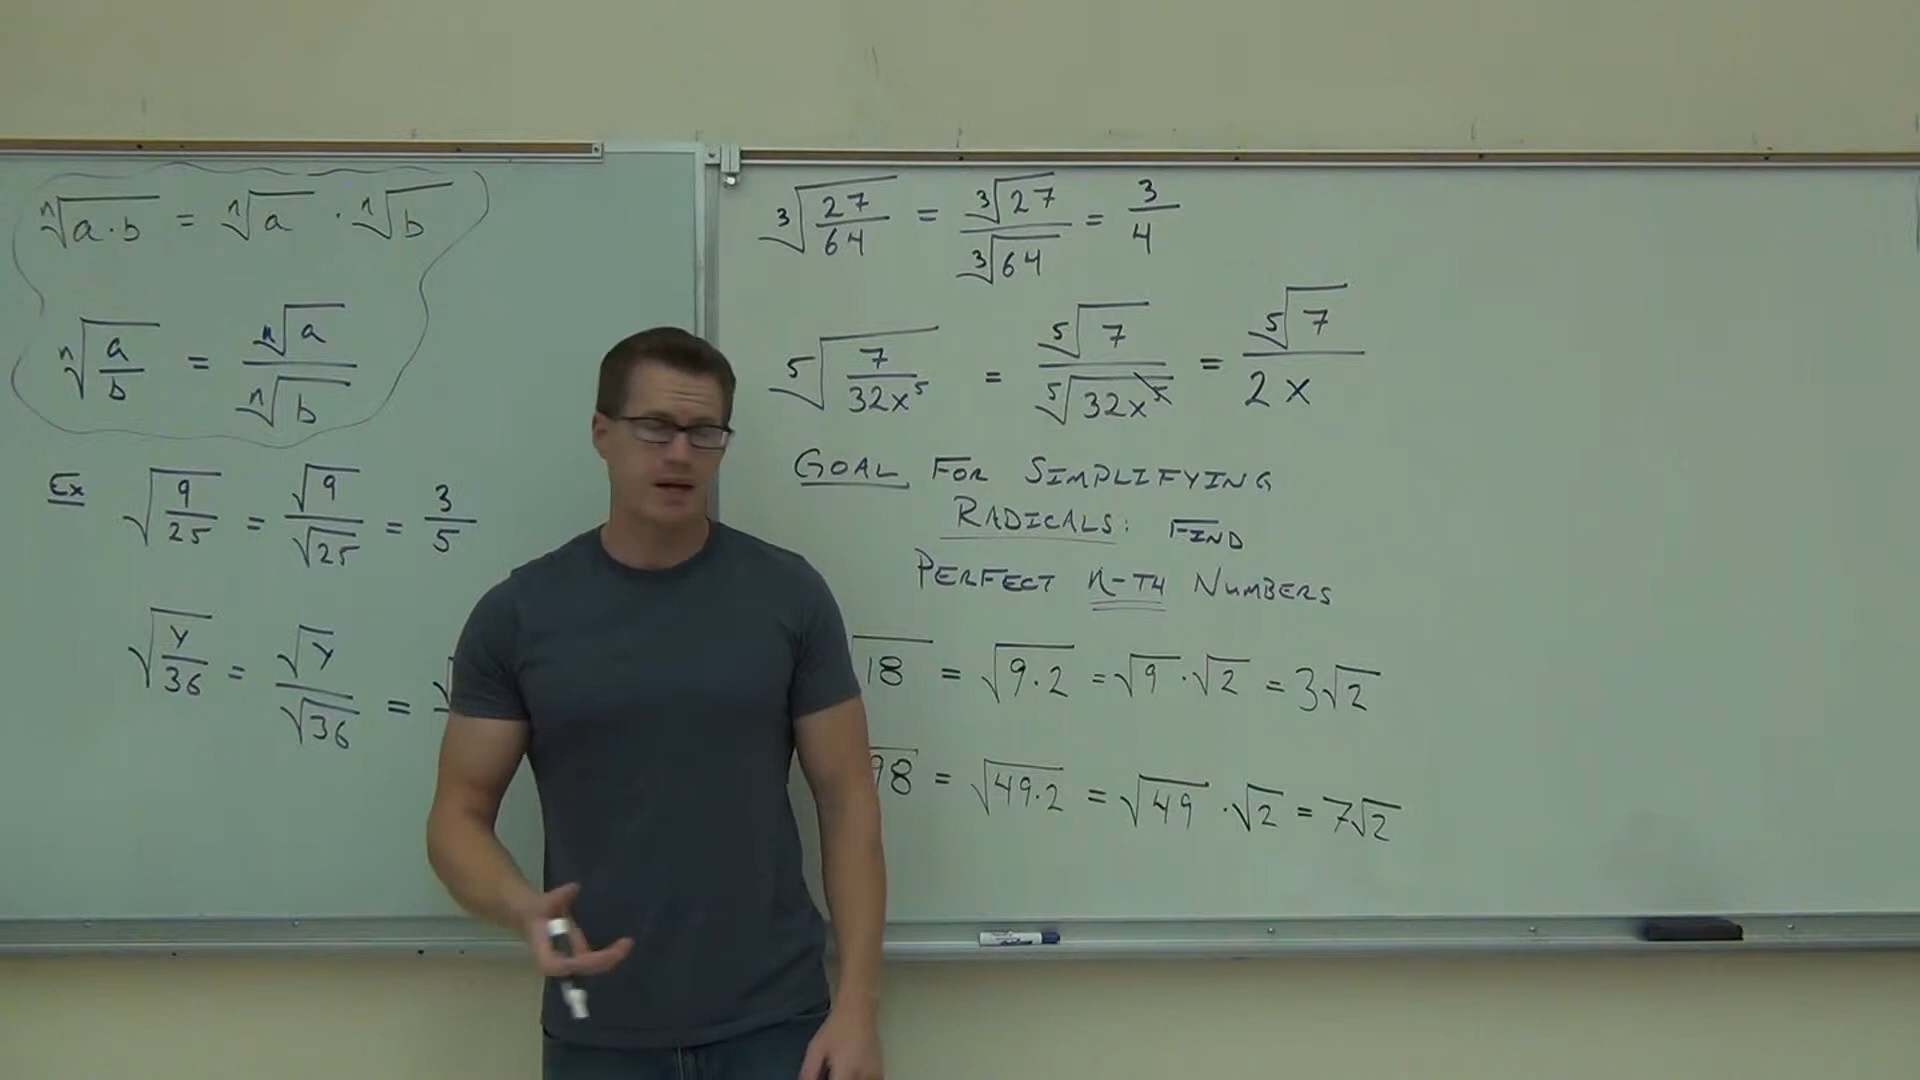 ⁿ√(a·b) = ⁿ√a · ⁿ√b
ⁿ√(a/b) = ⁿ√a / ⁿ√b
Ex √(9/25) = √9 / √25 = 3/5
√(y/36) = √y / √36 = √
³√(27/64) = ³√27 / ³√64 = 3/4
⁵√(7/32x⁵) = ⁵√7 / ⁵√32x⁵ = ⁵√7 / 2x
GOAL FOR SIMPLIFYING
RADICALS: FIND
PERFECT n-TH NUMBERS
18 = √9·2 = √9 · √2 = 3√2
98 = √49·2 = √49 · √2 = 7√2